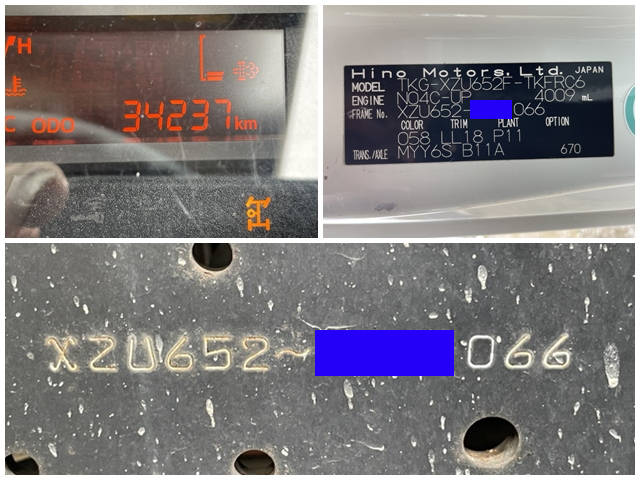 /H
C ODO 34237 km
Hino Motors, Ltd. JAPAN
MODEL TKG-XZU652F-TKFRC6
ENGINE N04C-UP 4009 mL
FRAME No. XZU652- 066
COLOR TRIM PLANT OPTION
058 LL18 P11
TRANS./AXLE MYY6S B11A 670
XZU652~ 066